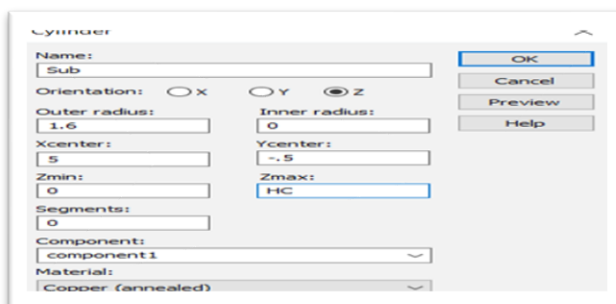 Cylinder
Name:
Sub
OK
Cancel
Orientation: X Y Z
Preview
Outer radius: Inner radius:
1.6 0
Help
Xcenter: Ycenter:
5 -.5
Zmin: Zmax:
0 HC
Segments:
0
Component:
component1
Material:
Copper (annealed)